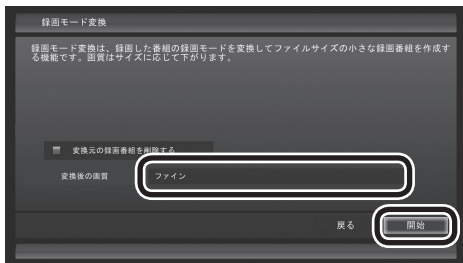 録画モード変換
録画モード変換は、録画した番組の録画モードを変換してファイルサイズの小さな録画番組を作成す
る機能です。画質はサイズに応じて下がります。
変換元の録画番組を削除する
変換後の画質 ファイン
戻る 開始